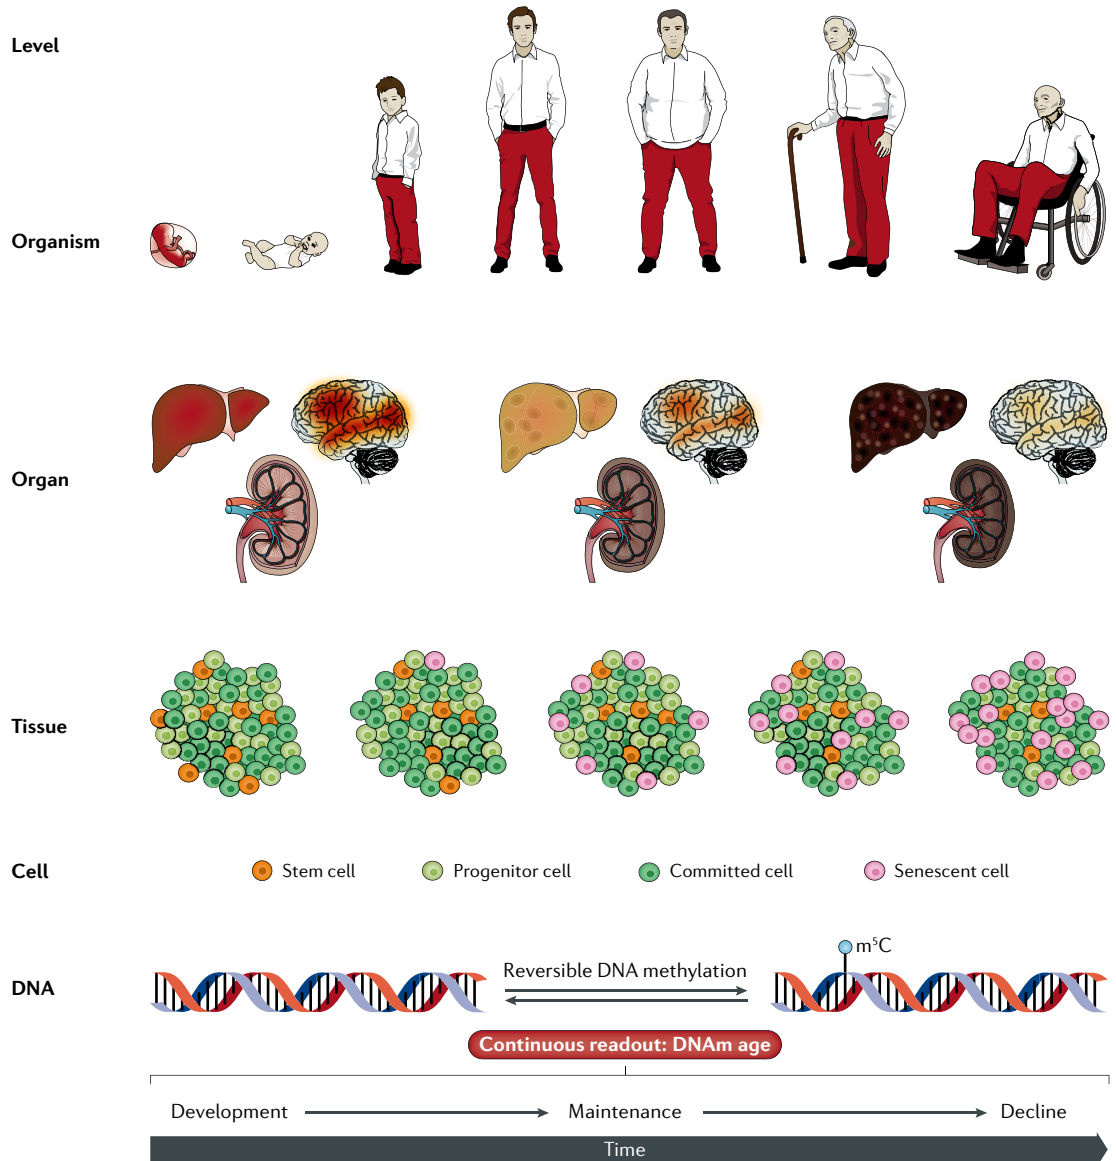 Level
Organism
Organ
Tissue
Cell
Stem cell
Progenitor cell
Committed cell
Senescent cell
DNA
Reversible DNA methylation
m⁵C
Continuous readout: DNAm age
Development
Maintenance
Decline
Time